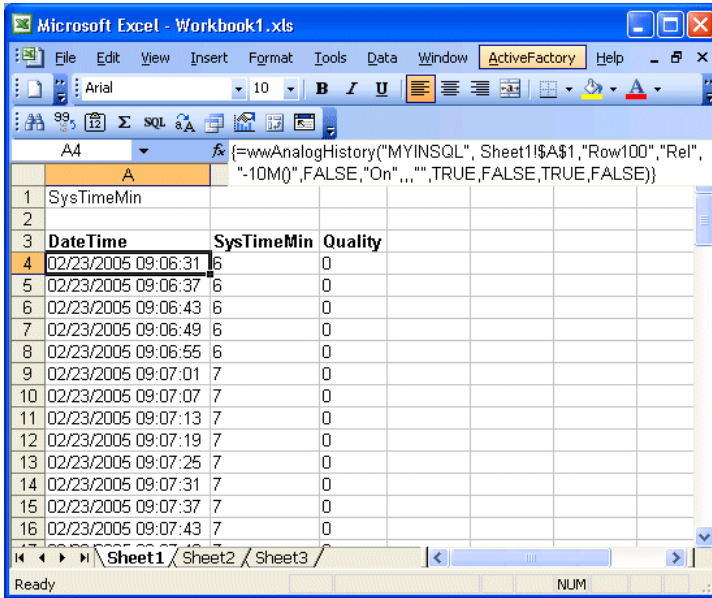 Microsoft Excel - Workbook1.xls
File Edit View Insert Format Tools Data Window ActiveFactory Help
Arial 10 B I U A
99.5 12 Σ SQL
A4 fx {=wwAnalogHistory("MYINSQL", Sheet1!$A$1,"Row100","Rel",
"-10M()",FALSE,"On",,,"",TRUE,FALSE,TRUE,FALSE)}
A
1 SysTimeMin
2
3 DateTime SysTimeMin Quality
4 02/23/2005 09:06:31 6 0
5 02/23/2005 09:06:37 6 0
6 02/23/2005 09:06:43 6 0
7 02/23/2005 09:06:49 6 0
8 02/23/2005 09:06:55 6 0
9 02/23/2005 09:07:01 7 0
10 02/23/2005 09:07:07 7 0
11 02/23/2005 09:07:13 7 0
12 02/23/2005 09:07:19 7 0
13 02/23/2005 09:07:25 7 0
14 02/23/2005 09:07:31 7 0
15 02/23/2005 09:07:37 7 0
16 02/23/2005 09:07:43 7 0
Sheet1 Sheet2 Sheet3
Ready NUM